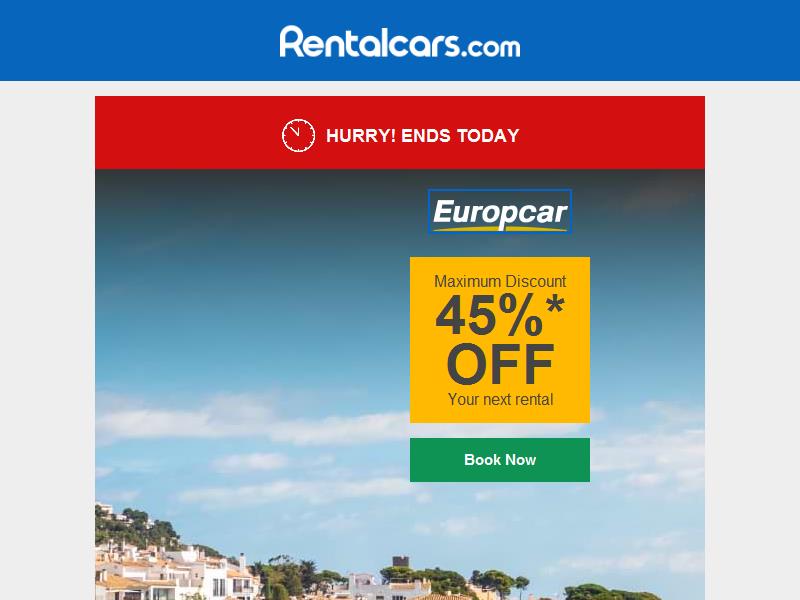 Rentalcars.com
HURRY! ENDS TODAY
Europcar
Maximum Discount
45%*
OFF
Your next rental
Book Now